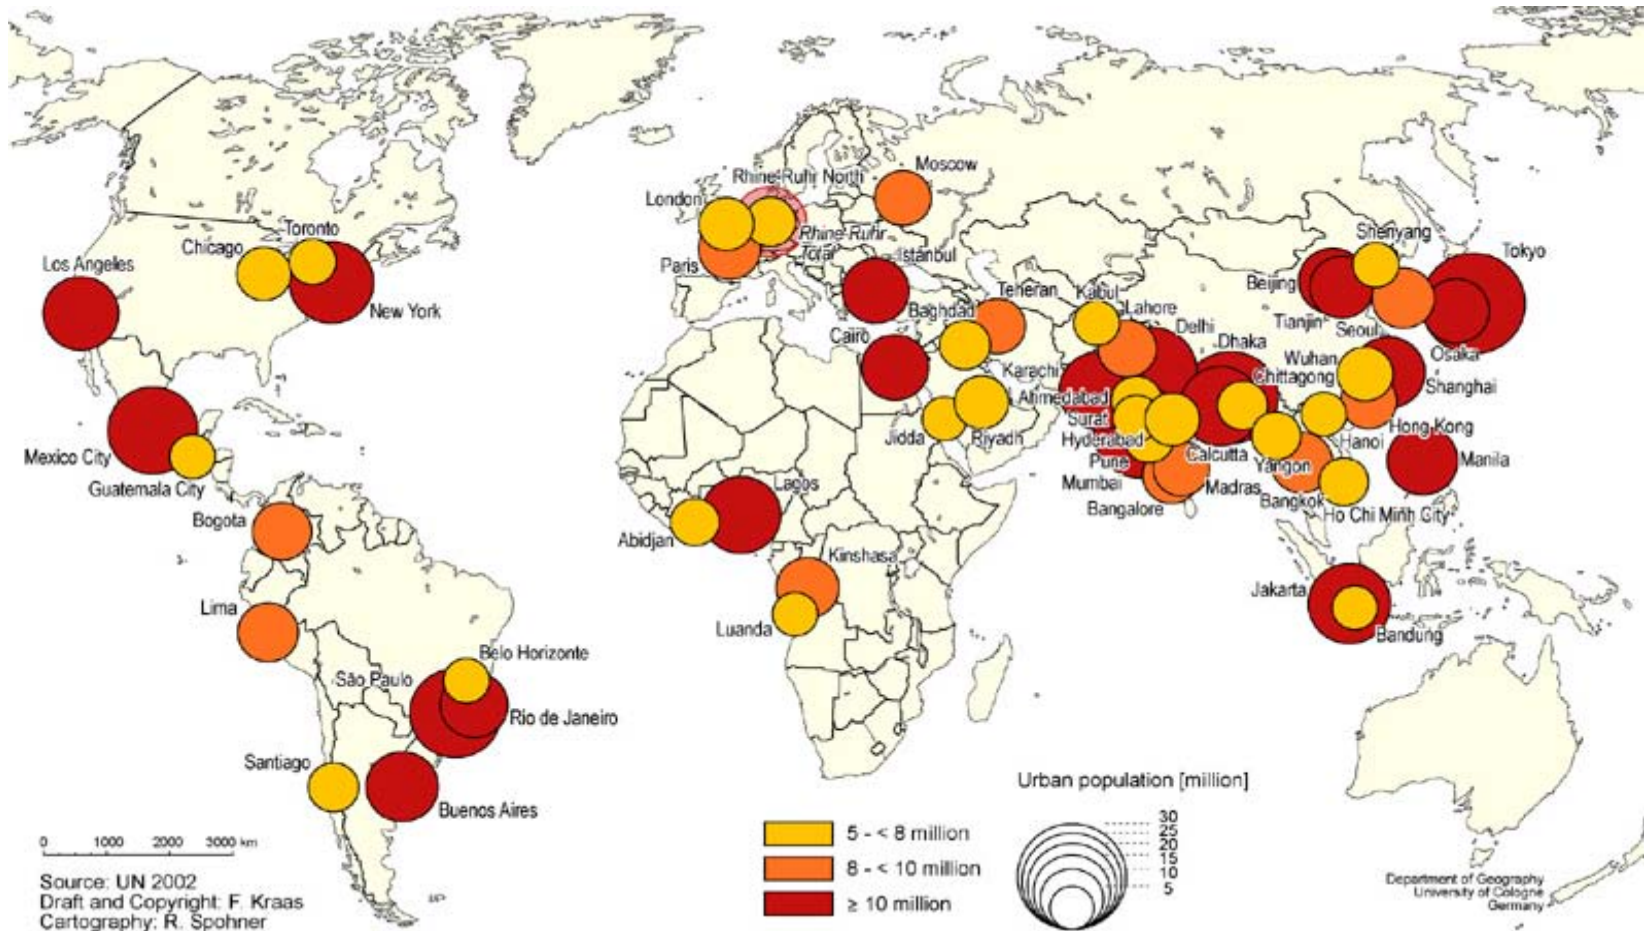 Moscow
Rhine-Ruhr North
London
Rhine-Ruhr
Total
Paris
Istanbul
Toronto
Chicago
Los Angeles
New York
Shenyang
Tokyo
Beijing
Tianjin
Seoul
Osaka
Teheran
Kabul
Baghdad
Lahore
Cairo
Delhi
Dhaka
Wuhan
Karachi
Chittagong
Shanghai
Ahmedabad
Surat
Jidda
Riyadh
Hyderabad
Hanoi
Hong Kong
Calcutta
Pune
Yangon
Manila
Mumbai
Madras
Bangkok
Bangalore
Ho Chi Minh City
Mexico City
Guatemala City
Bogota
Lagos
Abidjan
Kinshasa
Lima
Luanda
Jakarta
Bandung
Belo Horizonte
São Paulo
Rio de Janeiro
Santiago
Buenos Aires
Urban population [million]
30
25
20
15
10
5
5 - < 8 million
8 - < 10 million
≥ 10 million
0 1000 2000 3000 km
Source: UN 2002
Draft and Copyright: F. Kraas
Cartography: R. Spohner
Department of Geography
University of Cologne
Germany